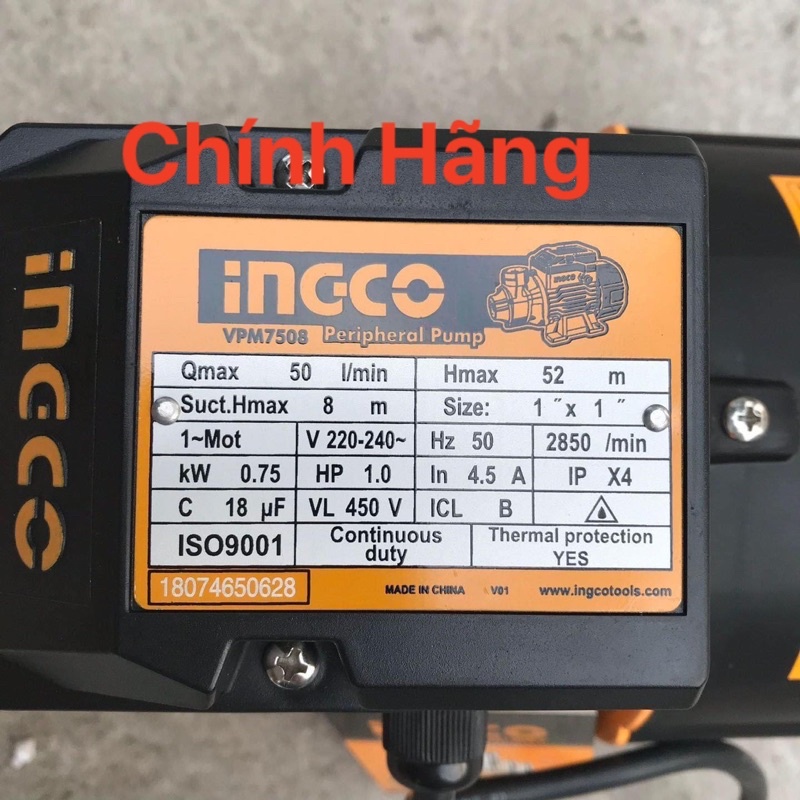 Chính Hãng
INGCO
INGCO
INGCO
VPM7508 Peripheral Pump
Qmax 50 l/min Hmax 52 m
Suct.Hmax 8 m Size: 1 ″ x 1 ″
1~Mot V 220-240~ Hz 50 2850 /min
kW 0.75 HP 1.0 In 4.5 A IP X4
C 18 µF VL 450 V ICL B
ISO9001 Continuous duty Thermal protection YES
18074650628 MADE IN CHINA V01 www.ingcotools.com
INGCO